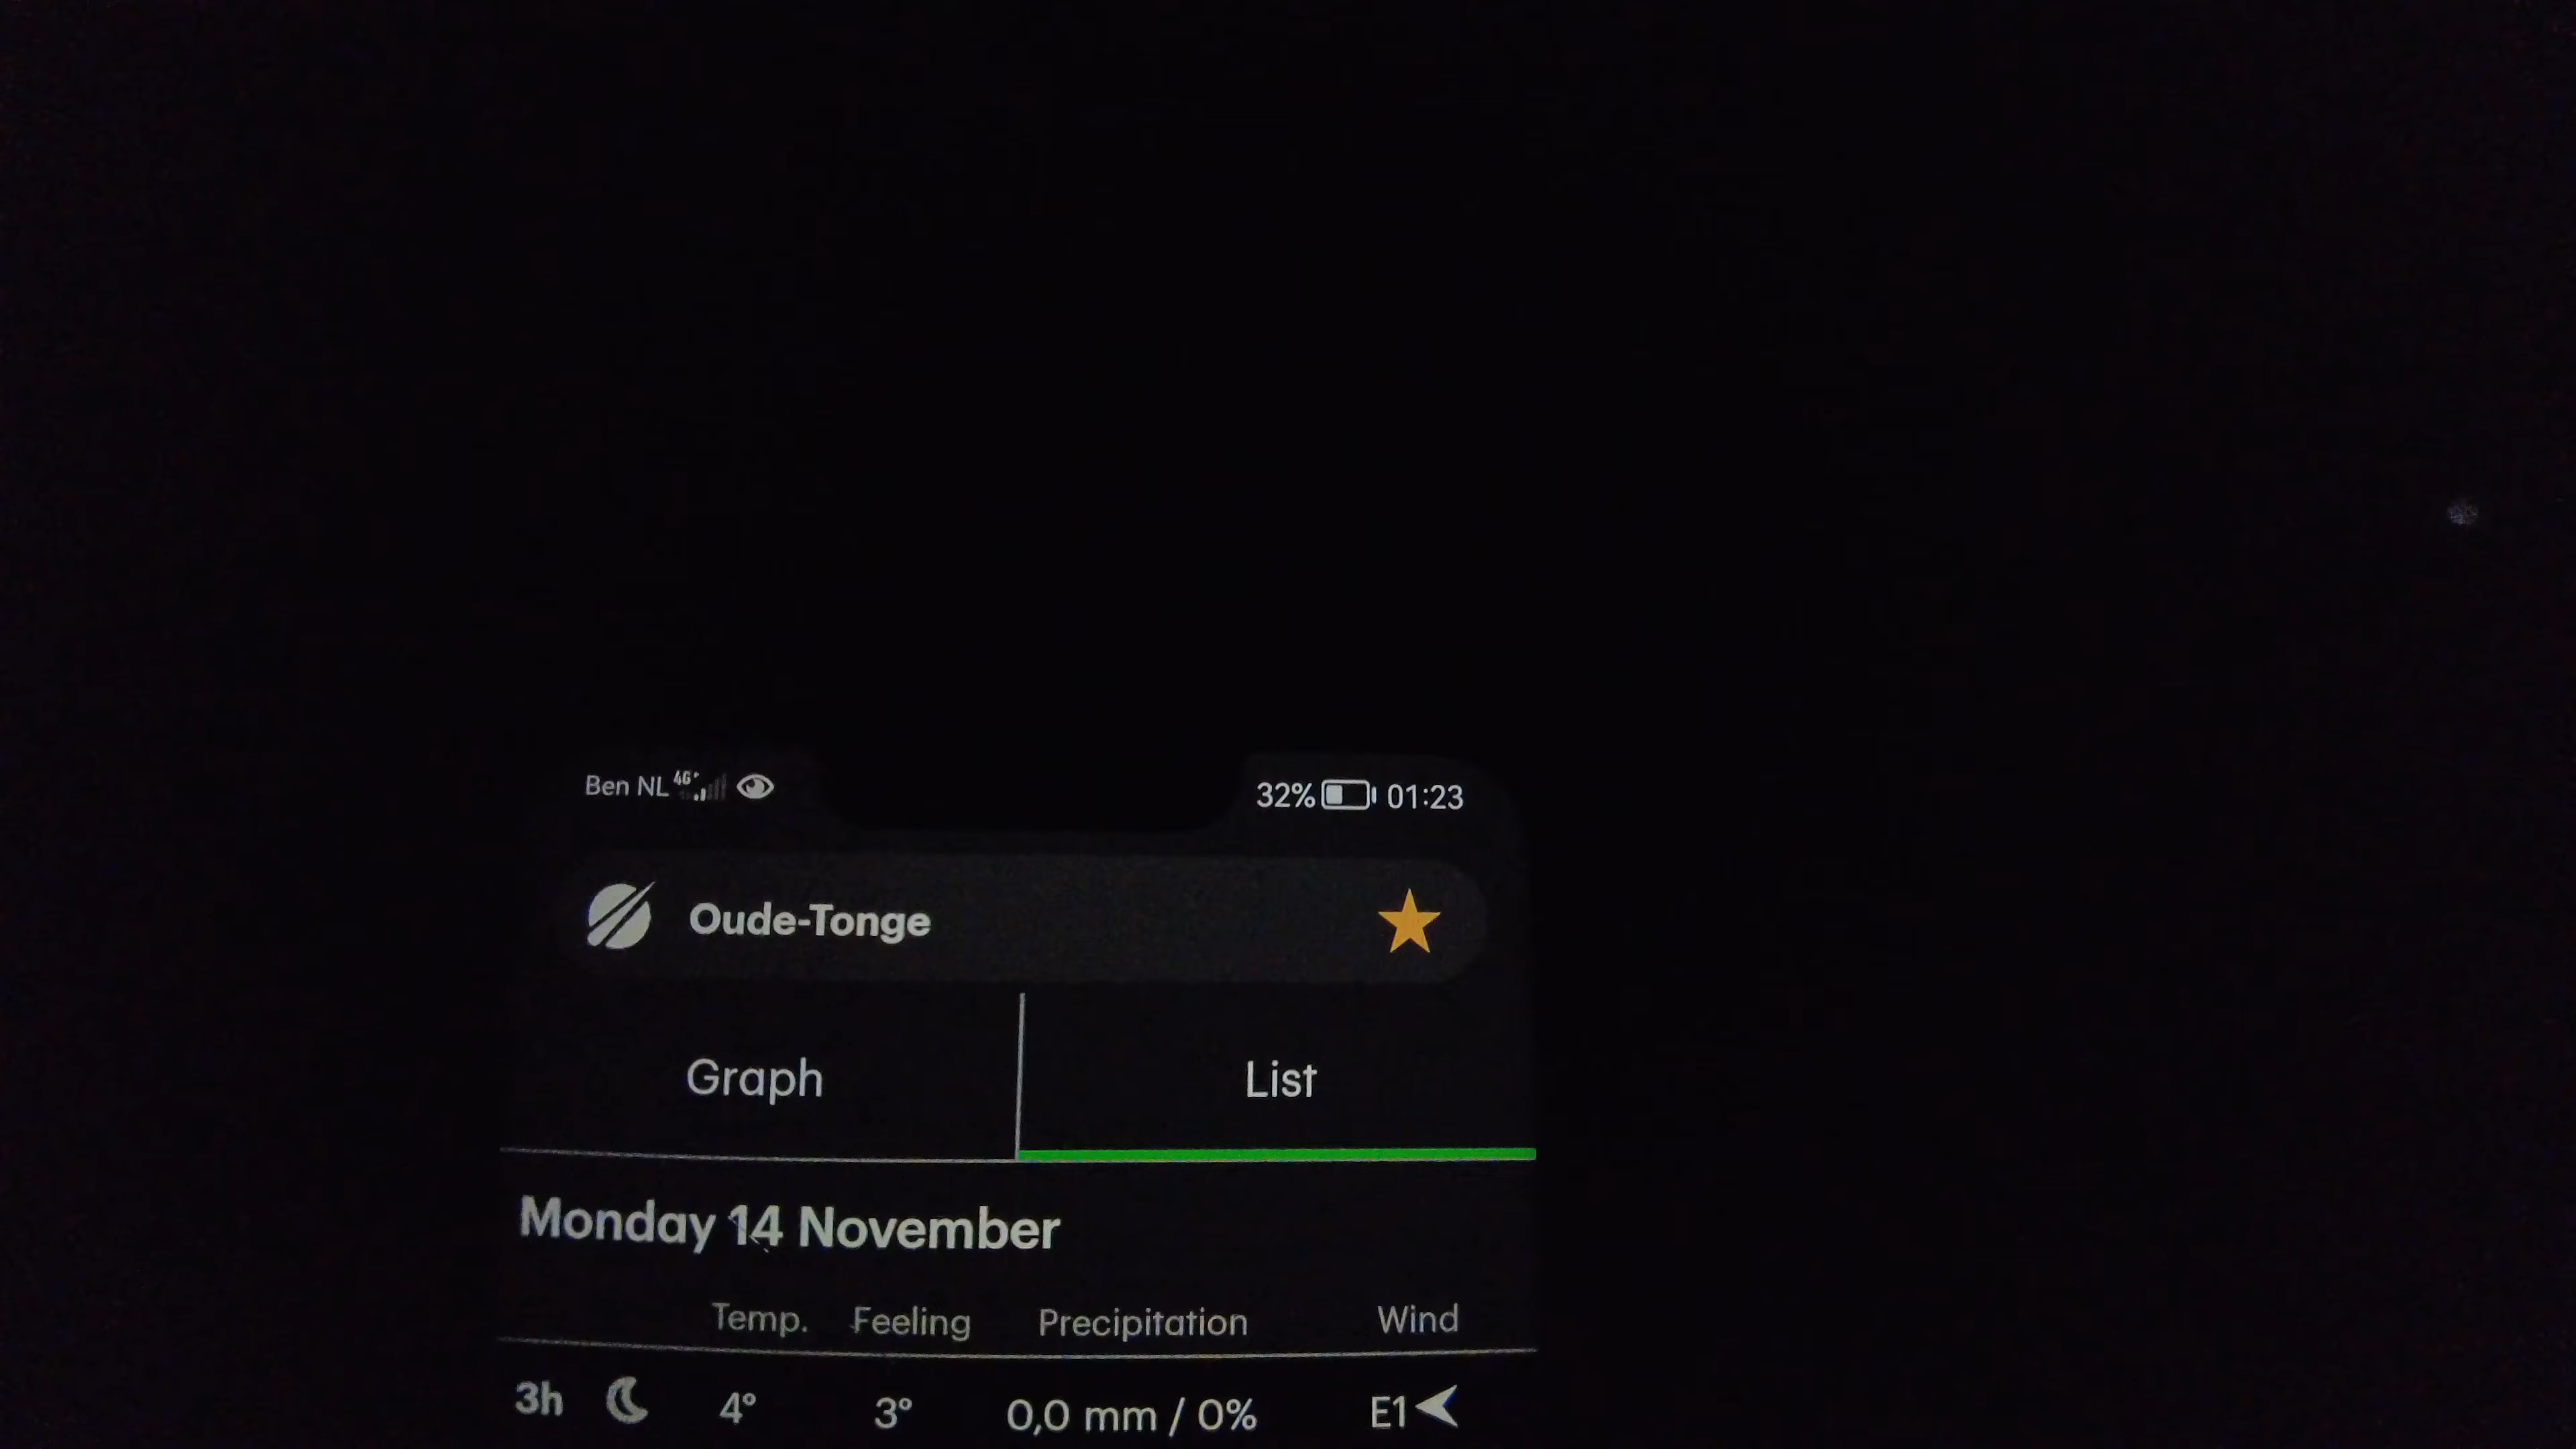 Ben NL 4G+ 32% 01:23
Oude-Tonge
Graph List
Monday 14 November
Temp. Feeling Precipitation Wind
3h 4° 3° 0,0 mm / 0% E1